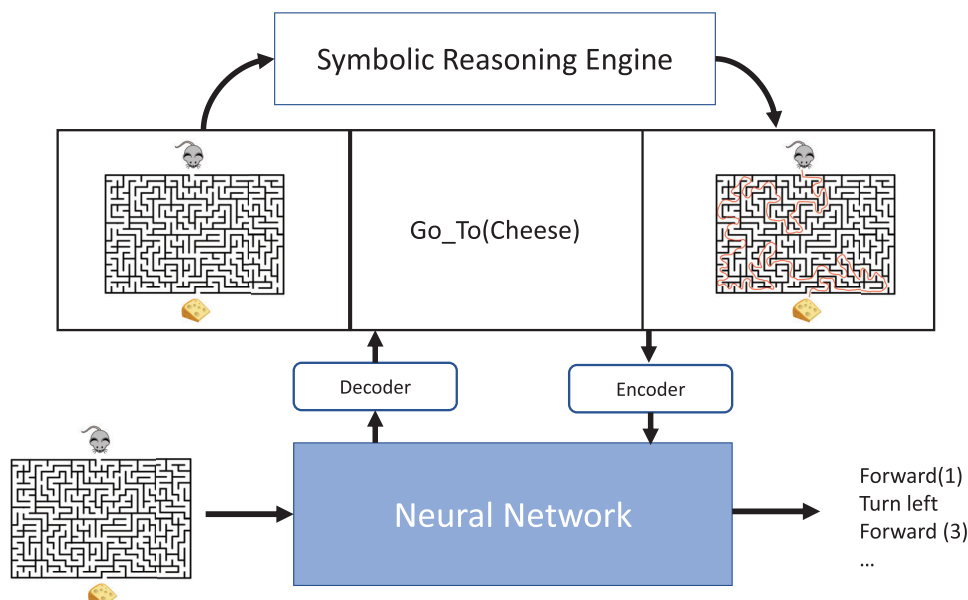 Symbolic Reasoning Engine
Go_To(Cheese)
Decoder
Encoder
Neural Network
Forward(1)
Turn left
Forward (3)
...